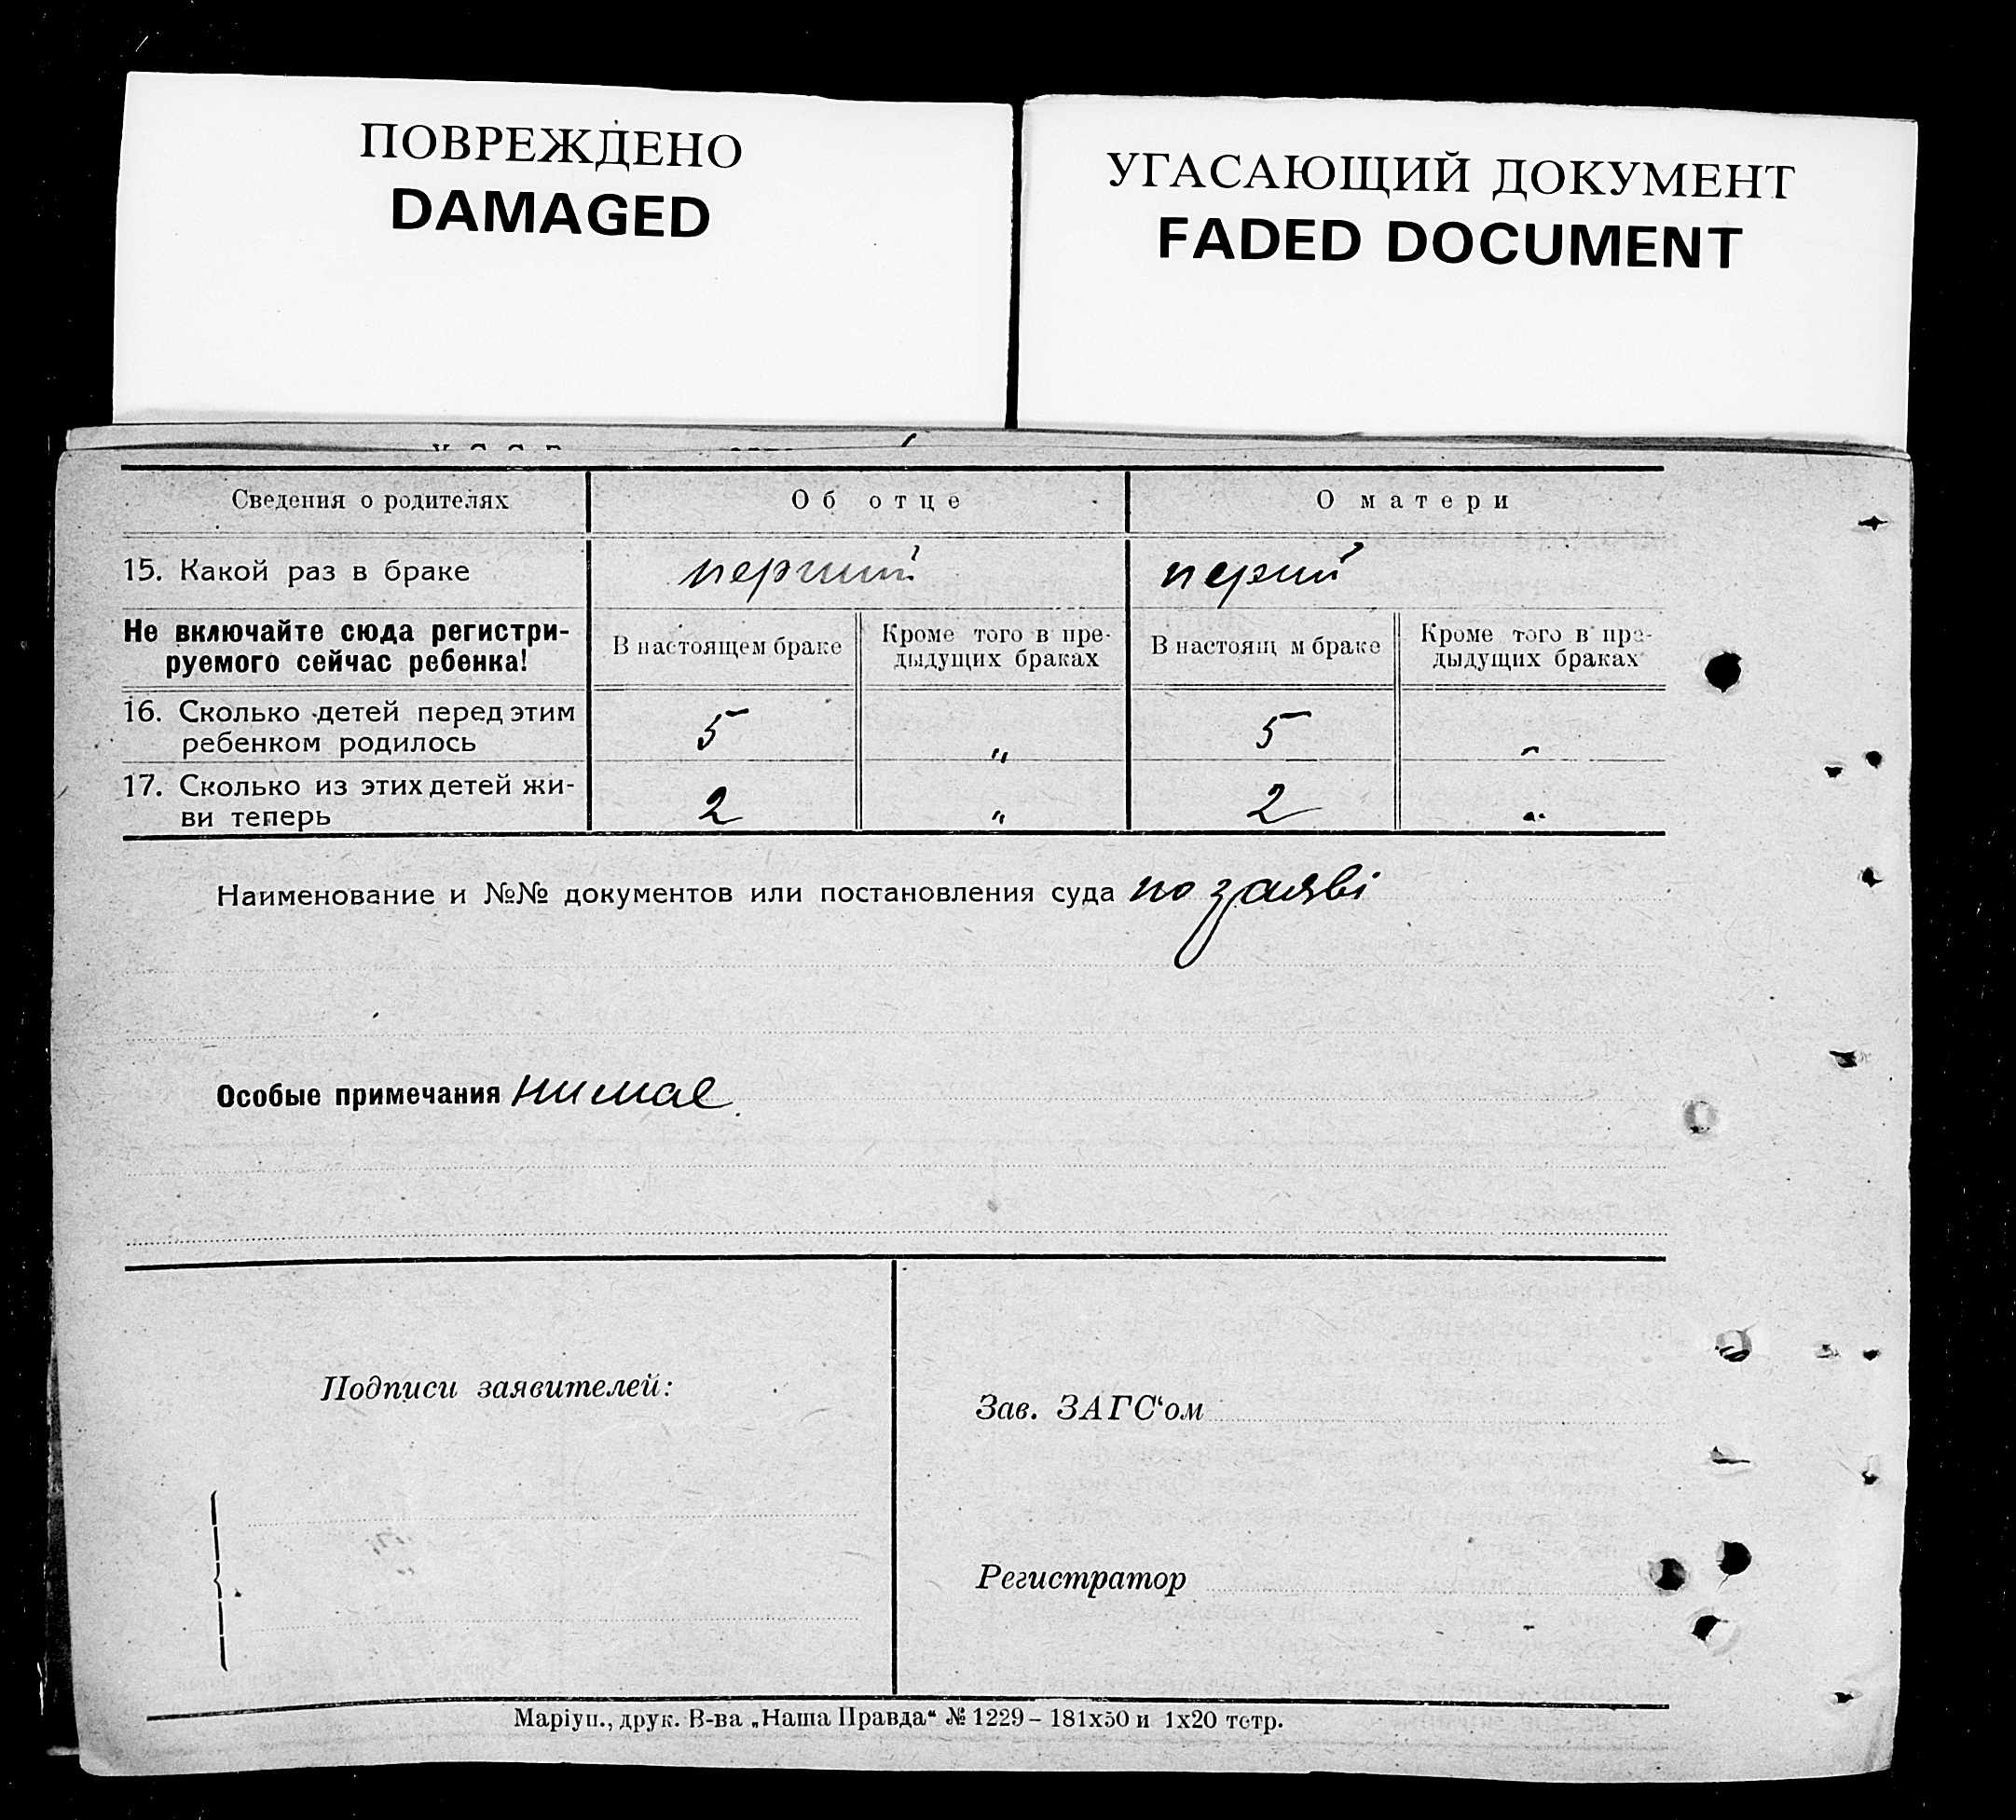 ПОВРЕЖДЕНО
DAMAGED
УГАСАЮЩИЙ ДОКУМЕНТ
FADED DOCUMENT
Сведения о родителях
Об отце
О матери
15. Какой раз в браке
перший
перший
Не включайте сюда регистри-
руемого сейчас ребенка!
В настоящем браке
Кроме того в пре-
дыдущих браках
В настоящ м браке
Кроме того в пре-
дыдущих браках
16. Сколько детей перед этим
ребенком родилось
5
"
5
"
17. Сколько из этих детей жи-
ви теперь
2
"
2
"
Наименование и №№ документов или постановления суда по заяві
Особые примечания нимае
Подписи заявителей:
Зав. ЗАГС‘ом
Регистратор
Маріуп., друк. В-ва „Наша Правда“ № 1229 – 181х50 и 1х20 тстр.